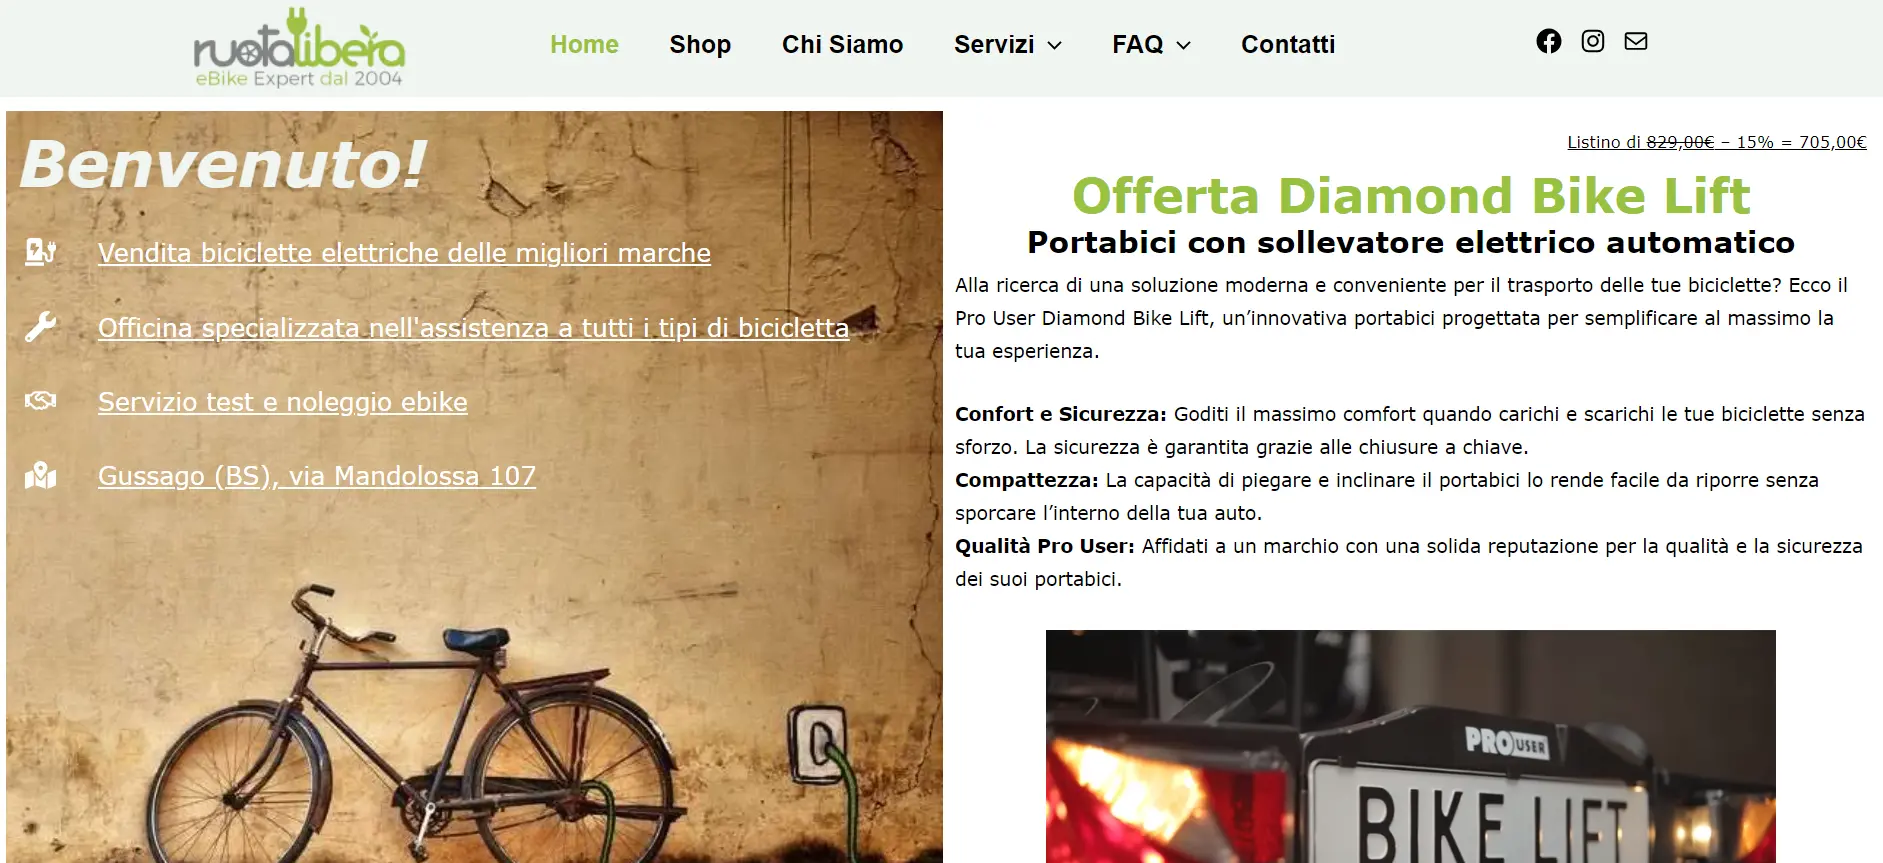 ruotalibera
eBike Expert dal 2004
Home
Shop
Chi Siamo
Servizi
FAQ
Contatti
Benvenuto!
Vendita biciclette elettriche delle migliori marche
Officina specializzata nell'assistenza a tutti i tipi di bicicletta
Servizio test e noleggio ebike
Gussago (BS), via Mandolossa 107
Listino di 829,00€ – 15% = 705,00€
Offerta Diamond Bike Lift
Portabici con sollevatore elettrico automatico
Alla ricerca di una soluzione moderna e conveniente per il trasporto delle tue biciclette? Ecco il
Pro User Diamond Bike Lift, un’innovativa portabici progettata per semplificare al massimo la
tua esperienza.
Confort e Sicurezza: Goditi il massimo comfort quando carichi e scarichi le tue biciclette senza
sforzo. La sicurezza è garantita grazie alle chiusure a chiave.
Compattezza: La capacità di piegare e inclinare il portabici lo rende facile da riporre senza
sporcare l’interno della tua auto.
Qualità Pro User: Affidati a un marchio con una solida reputazione per la qualità e la sicurezza
dei suoi portabici.
PRO USER
BIKE LIFT